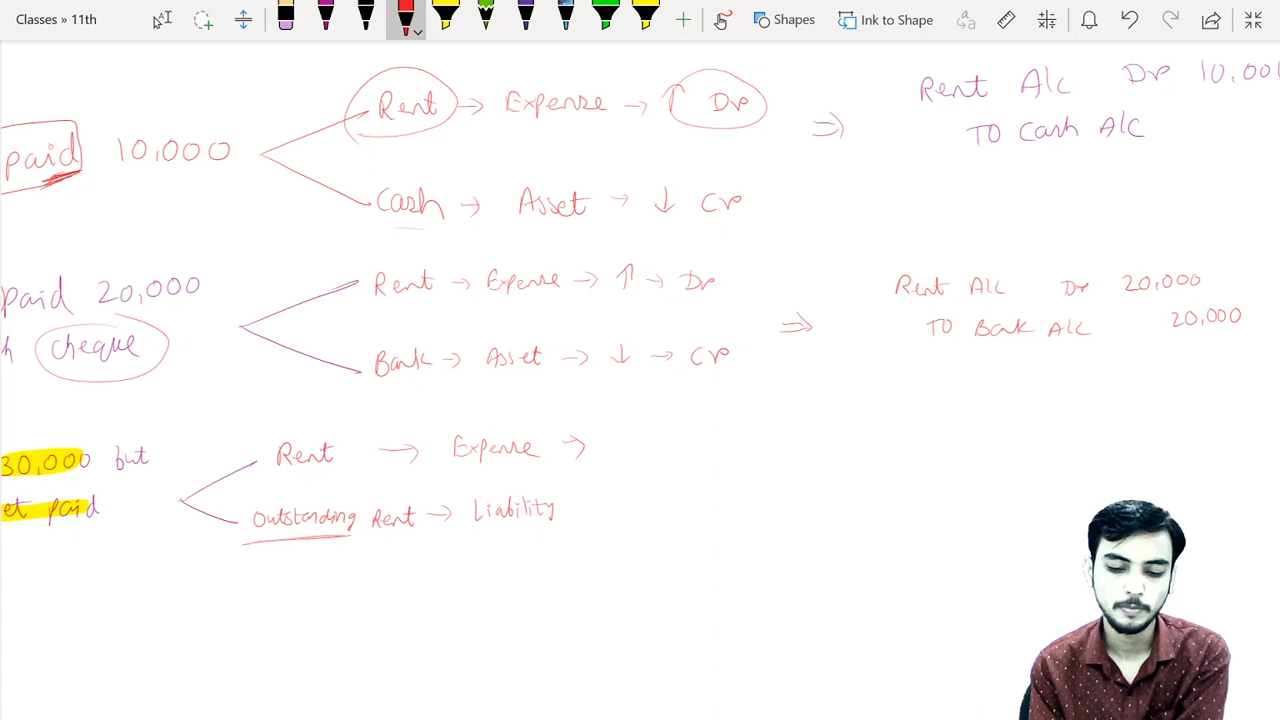 Classes » 11th
Shapes
Ink to Shape
Rent A/c Dr 10,00
TO Cash A/C
paid 10,000
Rent → Expense → ↑ Dr
Cash → Asset → ↓ Cr
⇒
paid 20,000
cheque
Rent → Expense → ↑ → Dr
Bank → Asset → ↓ → Cr
⇒
Rent A/c Dr 20,000
TO Bank A/c 20,000
30,000 but
et paid
Rent → Expense →
Outstanding Rent → Liability